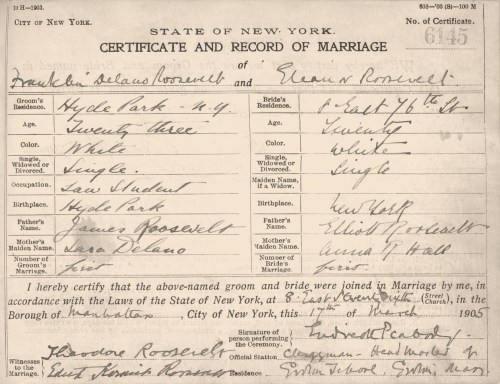 10 H-1903.
CITY OF NEW YORK.
STATE OF NEW YORK.
No. of Certificate.
CERTIFICATE AND RECORD OF MARRIAGE
6145
of
Franklin Delano Roosevelt and Eleanor Roosevelt
Groom's Residence. Hyde Park - N.Y. Bride's Residence. 8 East 76th St
Age. Twenty three Age. Twenty
Color. White Color. White
Single, Widowed or Divorced. Single. Single, Widowed or Divorced. Single
Occupation. Law Student Maiden Name, if a Widow.
Birthplace. Hyde Park Birthplace. New York
Father's Name. James Roosevelt Father's Name. Elliott Roosevelt
Mother's Maiden Name. Sara Delano Mother's Maiden Name. Anna R Hall
Number of Groom's Marriage. first Number of Bride's Marriage. first
I hereby certify that the above-named groom and bride were joined in Marriage by me, in
accordance with the Laws of the State of New York, at 8 East Seventy Sixth (Street Church), in the
Borough of Manhattan, City of New York, this 17th of March 1905
Signature of person performing the Ceremony. Endicott Peabody
Witnesses to the Marriage Theodore Roosevelt Official Station Clergyman - Head Master of
Edith Kermit Roosevelt Residence Groton School, Groton, Mass.